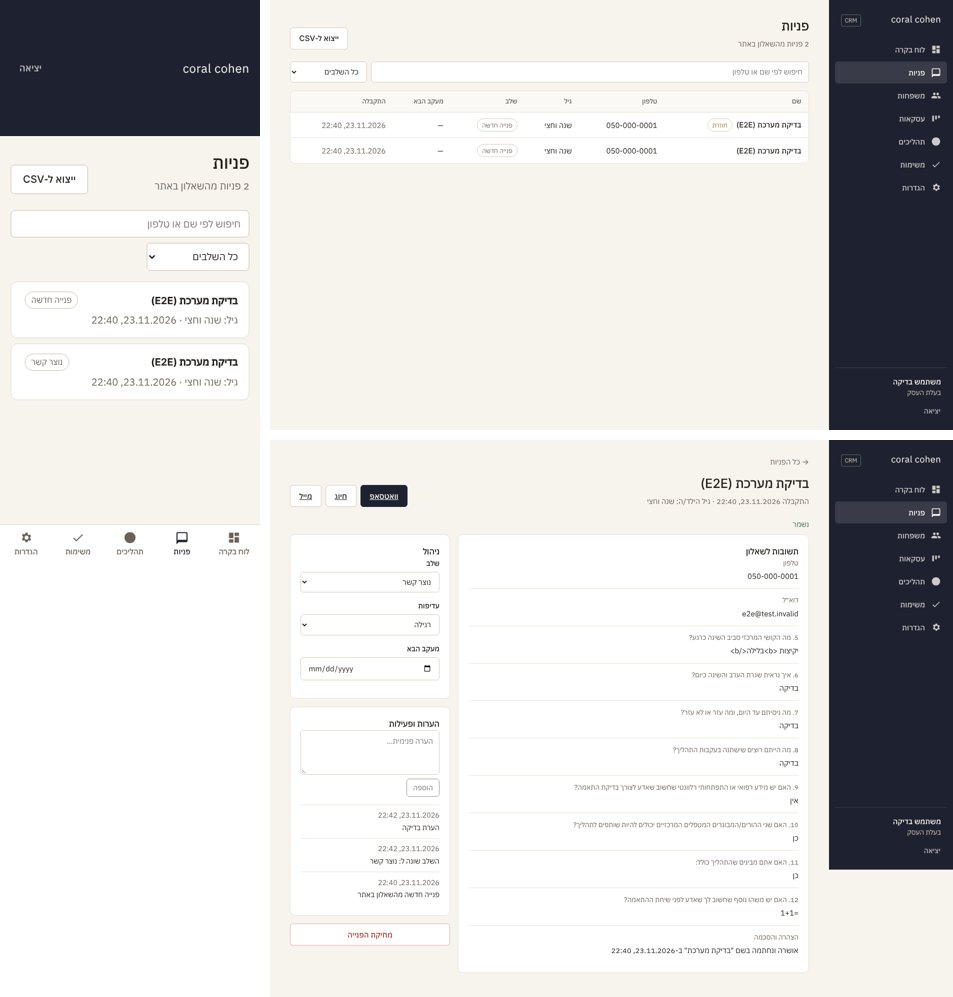 coral cohen
יציאה
פניות
2 פניות מהשאלון באתר
ייצוא ל-CSV
חיפוש לפי שם או טלפון
כל השלבים
בדיקת מערכת (E2E)
פנייה חדשה
גיל: שנה וחצי · 23.11.2026, 22:40
בדיקת מערכת (E2E)
נוצר קשר
גיל: שנה וחצי · 23.11.2026, 22:40
לוח בקרה
פניות
תהליכים
משימות
הגדרות
coral cohen
CRM
לוח בקרה
פניות
משפחות
עסקאות
תהליכים
משימות
הגדרות
משתמש בדיקה
בעלת העסק
יציאה
פניות
2 פניות מהשאלון באתר
ייצוא ל-CSV
חיפוש לפי שם או טלפון
כל השלבים
שם טלפון גיל שלב מעקב הבא התקבלה
בדיקת מערכת (E2E) חוזרת 050-000-0001 שנה וחצי פנייה חדשה — 23.11.2026, 22:40
בדיקת מערכת (E2E) 050-000-0001 שנה וחצי פנייה חדשה — 23.11.2026, 22:40
coral cohen
CRM
לוח בקרה
פניות
משפחות
עסקאות
תהליכים
משימות
הגדרות
משתמש בדיקה
בעלת העסק
יציאה
→ כל הפניות
בדיקת מערכת (E2E)
התקבלה 23.11.2026, 22:40 · גיל הילד/ה: שנה וחצי
וואטסאפ
חיוג
מייל
נשמר
תשובות לשאלון
טלפון
050-000-0001
דוא״ל
e2e@test.invalid
5. מה הקושי המרכזי סביב השינה כרגע?
יקיצות <b>בלילה</b>
6. איך נראית שגרת הערב והשינה כיום?
בדיקה
7. מה ניסיתם עד היום, ומה עזר או לא עזר?
בדיקה
8. מה הייתם רוצים שישתנה בעקבות התהליך?
בדיקה
9. האם יש מידע רפואי או התפתחותי רלוונטי שחשוב שאדע לצורך בדיקת התאמה?
אין
10. האם שני ההורים/המבוגרים המטפלים המרכזיים יכולים להיות שותפים לתהליך?
כן
11. האם אתם מבינים שהתהליך כולל:
כן
12. האם יש משהו נוסף שחשוב לך שאדע לפני שיחת ההתאמה?
=1+1
הצהרה והסכמה
אושרה ונחתמה בשם "בדיקת מערכת" ב-23.11.2026, 22:40
ניהול
שלב
נוצר קשר
עדיפות
רגילה
מעקב הבא
mm/dd/yyyy
הערות ופעילות
הערה פנימית...
הוספה
23.11.2026, 22:42
הערת בדיקה
23.11.2026, 22:42
השלב שונה ל: נוצר קשר
23.11.2026, 22:40
פנייה חדשה מהשאלון באתר
מחיקת הפנייה